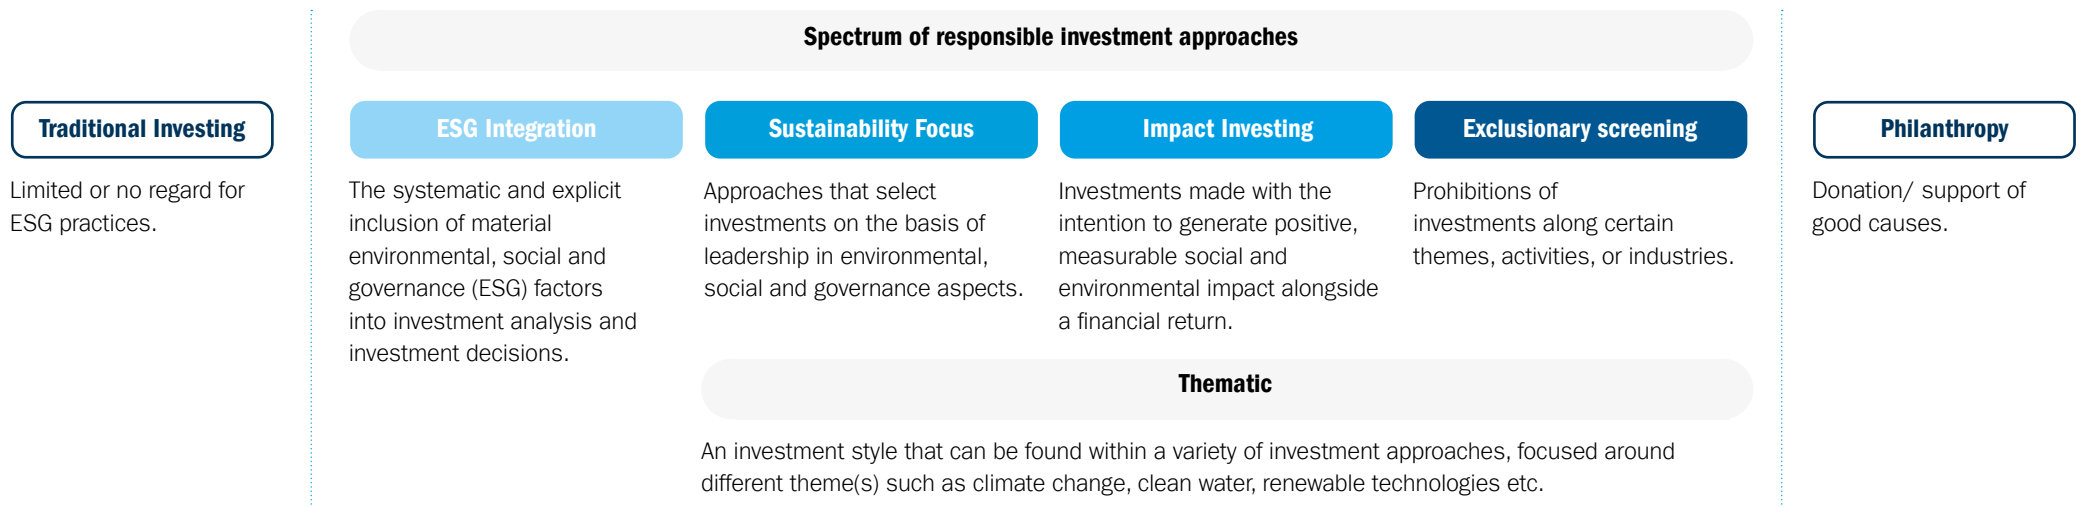 Spectrum of responsible investment approaches
Traditional Investing
Limited or no regard for
ESG practices.
ESG Integration
The systematic and explicit
inclusion of material
environmental, social and
governance (ESG) factors
into investment analysis and
investment decisions.
Sustainability Focus
Approaches that select
investments on the basis of
leadership in environmental,
social and governance aspects.
Impact Investing
Investments made with the
intention to generate positive,
measurable social and
environmental impact alongside
a financial return.
Exclusionary screening
Prohibitions of
investments along certain
themes, activities, or industries.
Thematic
An investment style that can be found within a variety of investment approaches, focused around
different theme(s) such as climate change, clean water, renewable technologies etc.
Philanthropy
Donation/ support of
good causes.